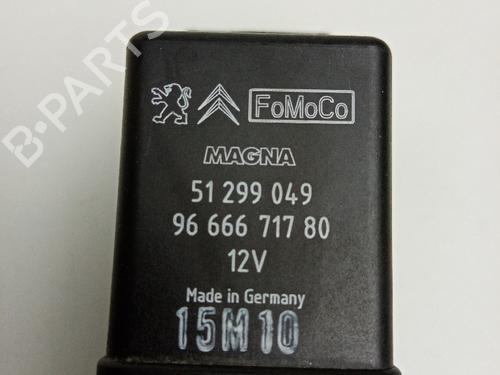 B-PARTS
FoMoCo
MAGNA
51 299 049
96 666 717 80
12V
Made in Germany
15M10